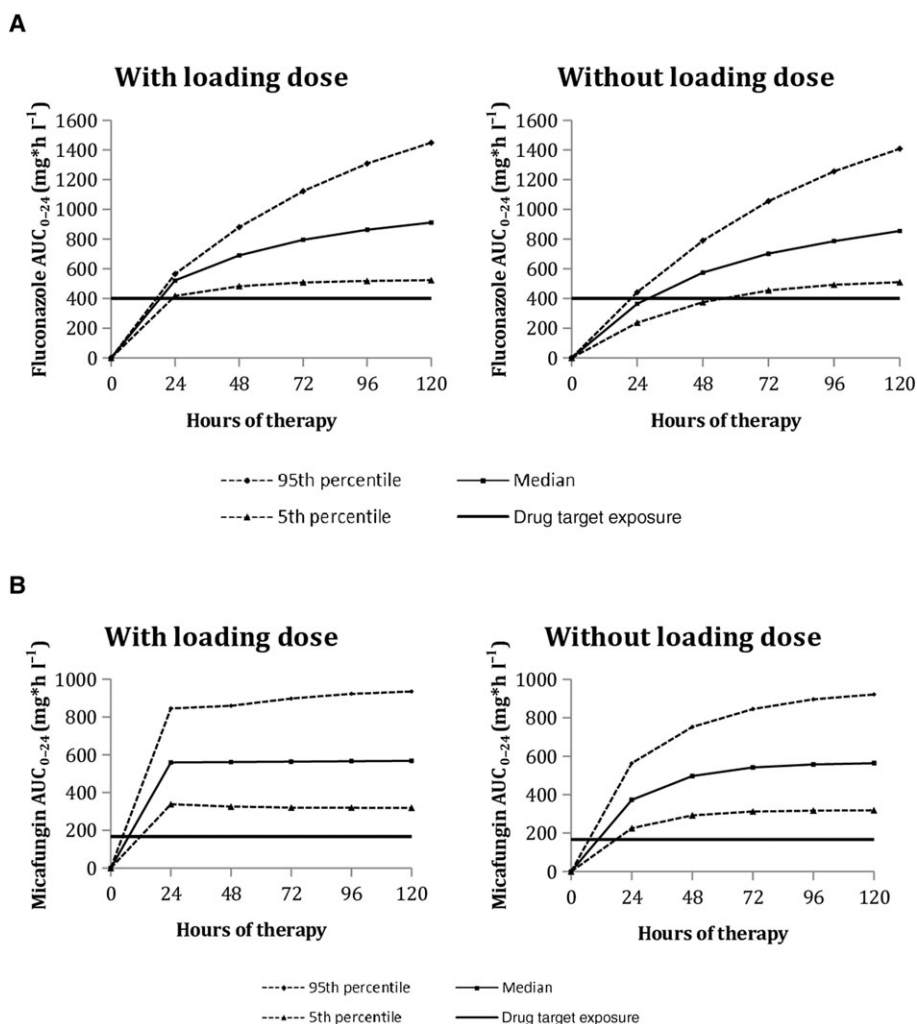 A
With loading dose
Without loading dose
Fluconazole AUC₀₋₂₄ (mg*h l⁻¹)
1600
1400
1200
1000
800
600
400
200
0
0 24 48 72 96 120
Hours of therapy
Fluconazole AUC₀₋₂₄ (mg*h l⁻¹)
1600
1400
1200
1000
800
600
400
200
0
0 24 48 72 96 120
Hours of therapy
95th percentile
Median
5th percentile
Drug target exposure
B
With loading dose
Without loading dose
Micafungin AUC₀₋₂₄ (mg*h l⁻¹)
1000
800
600
400
200
0
0 24 48 72 96 120
Hours of therapy
Micafungin AUC₀₋₂₄ (mg*h l⁻¹)
1000
800
600
400
200
0
0 24 48 72 96 120
Hours of therapy
95th percentile
Median
5th percentile
Drug target exposure